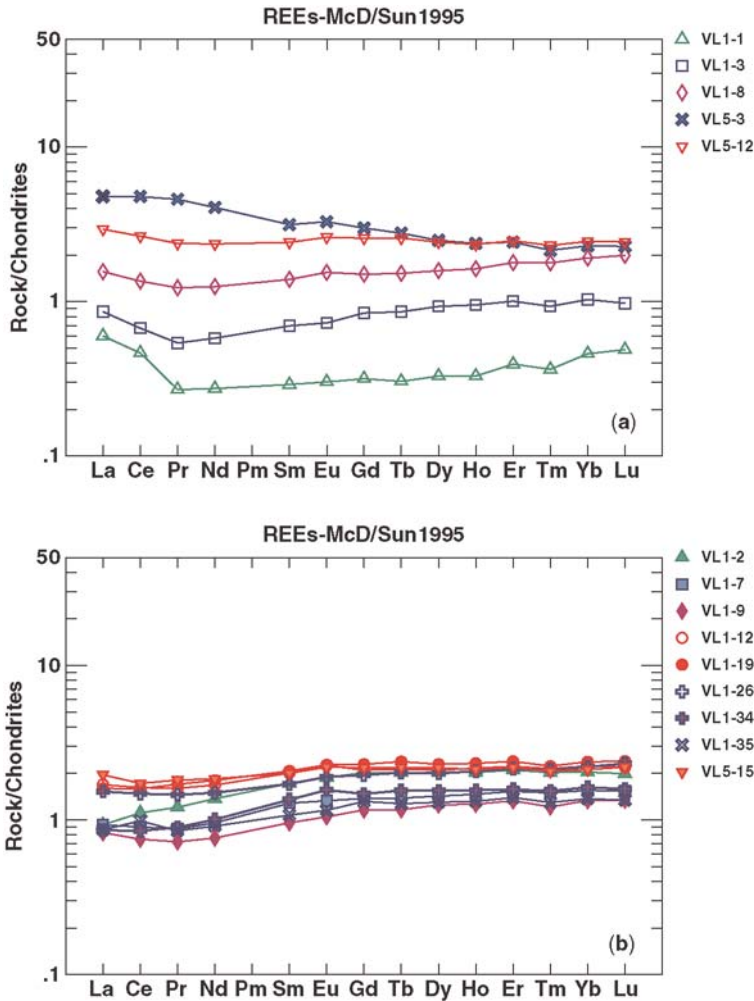 REEs-McD/Sun1995
50
10
1
.1
Rock/Chondrites
La Ce Pr Nd Pm Sm Eu Gd Tb Dy Ho Er Tm Yb Lu
(a)
VL1-1
VL1-3
VL1-8
VL5-3
VL5-12
REEs-McD/Sun1995
50
10
1
.1
Rock/Chondrites
La Ce Pr Nd Pm Sm Eu Gd Tb Dy Ho Er Tm Yb Lu
(b)
VL1-2
VL1-7
VL1-9
VL1-12
VL1-19
VL1-26
VL1-34
VL1-35
VL5-15